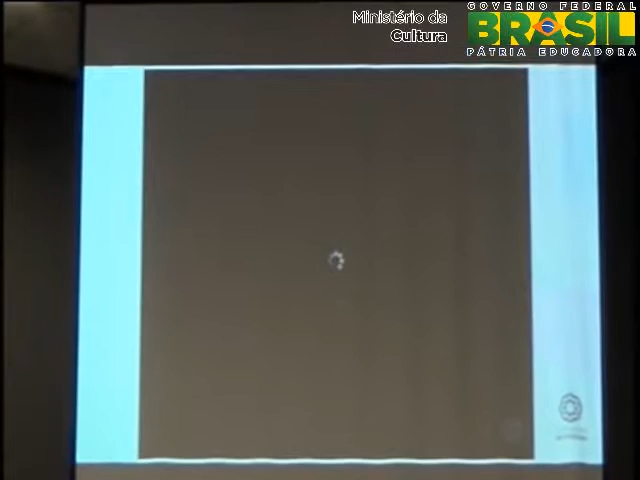 Ministério da
Cultura
GOVERNO FEDERAL
BRASIL
PÁTRIA EDUCADORA